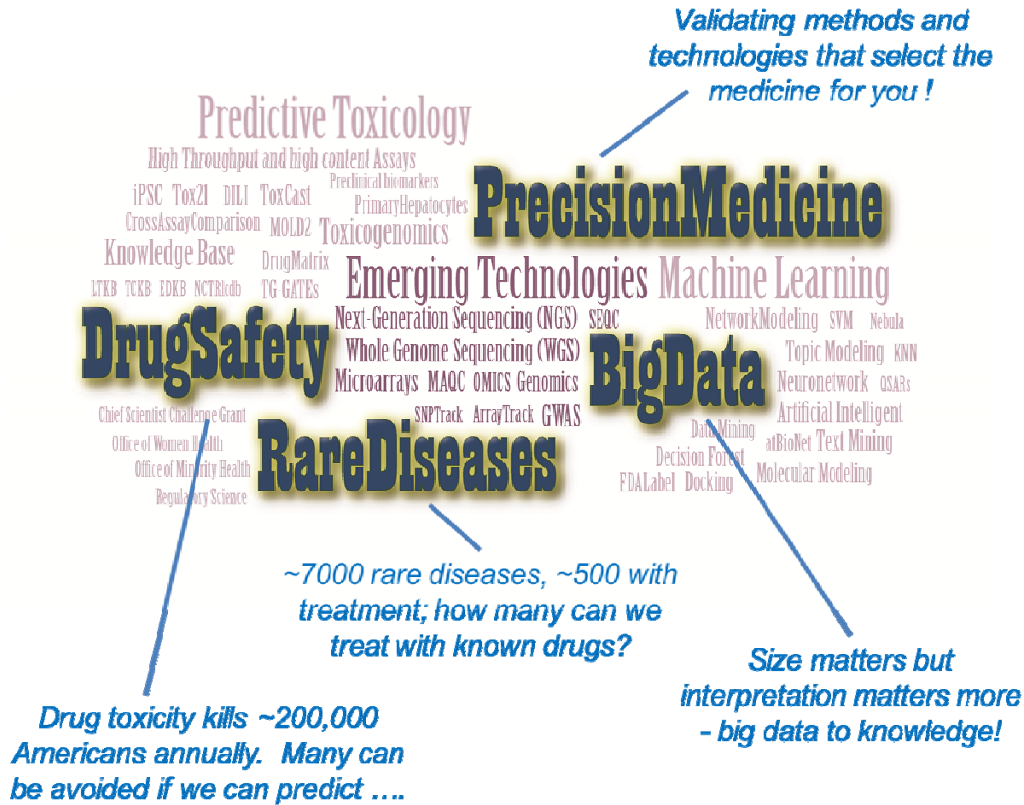 Validating methods and
technologies that select the
medicine for you !
Predictive Toxicology
High Throughput and high content Assays
iPSC Tox21 DILI ToxCast Preclinical biomarkers
PrimaryHepatocytes
CrossAssayComparison MOLD2 Toxicogenomics
PrecisionMedicine
Knowledge Base DrugMatrix
Emerging Technologies Machine Learning
LTKB TCKB EDKB NCTRlcdb TG GATEs
DrugSafety
Next-Generation Sequencing (NGS) SEQC
NetworkModeling SVM Nebula
Whole Genome Sequencing (WGS)
BigData
Topic Modeling KNN
Microarrays MAQC OMICS Genomics
Neuronetwork QSARs
SNPTrack ArrayTrack GWAS
Artificial Intelligent
Chief Scientist Challenge Grant
Data Mining atBioNet Text Mining
Office of Women Health
RareDiseases
Decision Forest
Office of Minority Health
FDALabel Docking Molecular Modeling
Regulatory Science
~7000 rare diseases, ~500 with
treatment; how many can we
treat with known drugs?
Size matters but
interpretation matters more
- big data to knowledge!
Drug toxicity kills ~200,000
Americans annually. Many can
be avoided if we can predict ....